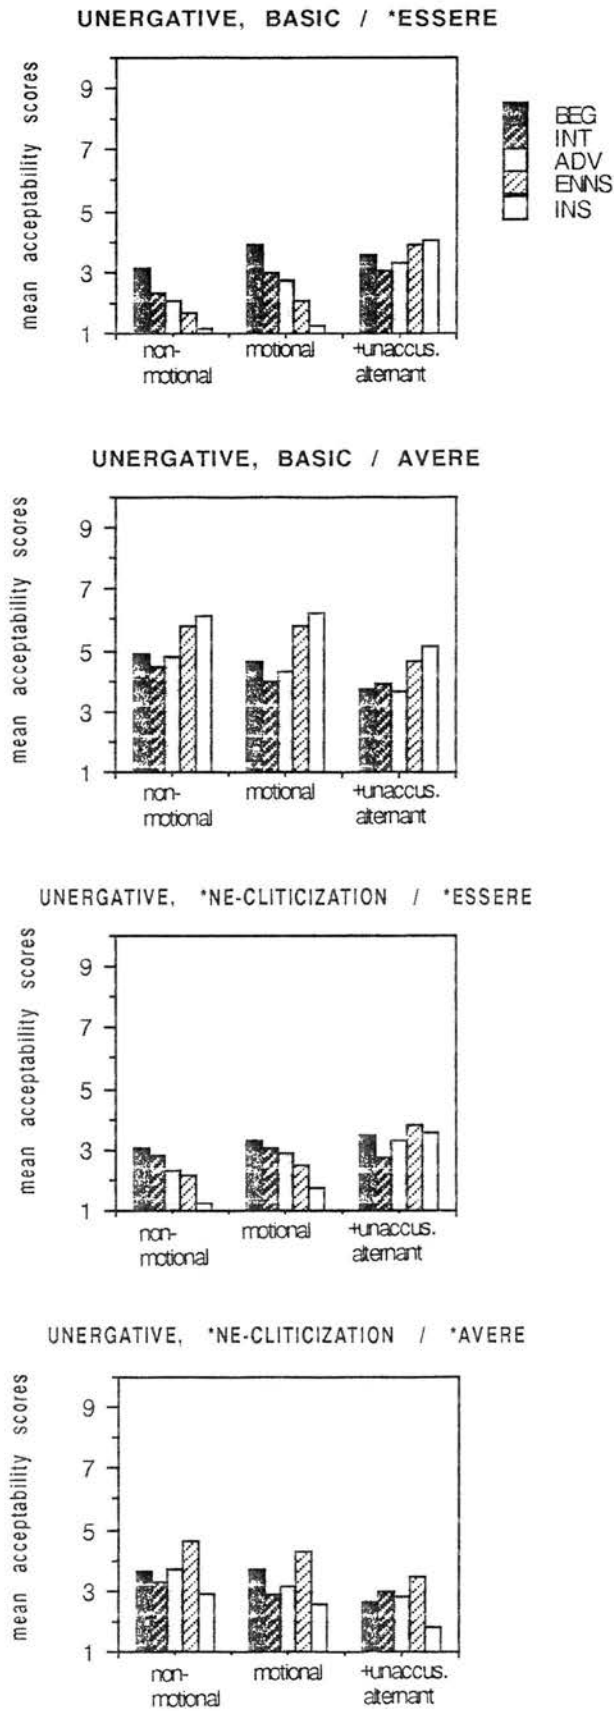 UNERGATIVE, BASIC / *ESSERE
mean acceptability scores
9
7
5
3
1
non-
motional
motional
+unaccus.
alternant
BEG
INT
ADV
ENNS
INS
UNERGATIVE, BASIC / AVERE
mean acceptability scores
9
7
5
3
1
non-
motional
motional
+unaccus.
alternant
UNERGATIVE, *NE-CLITICIZATION / *ESSERE
mean acceptability scores
9
7
5
3
1
non-
motional
motional
+unaccus.
alternant
UNERGATIVE, *NE-CLITICIZATION / *AVERE
mean acceptability scores
9
7
5
3
1
non-
motional
motional
+unaccus.
alternant